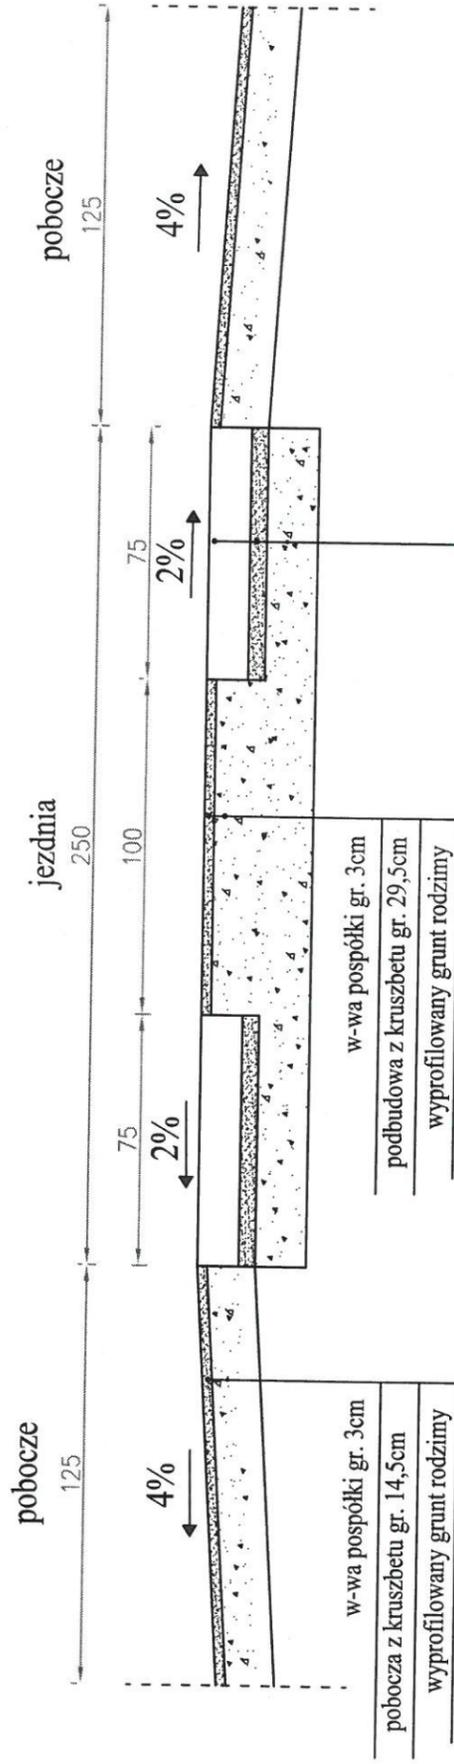 pobocze
jezdnia
pobocze
125
250
125
75
100
75
4%
2%
2%
4%
w-wa pospółki gr. 3cm
pobocza z kruszbetu gr. 14,5cm
wyprofilowany grunt rodzimy
w-wa pospółki gr. 3cm
podbudowa z kruszbetu gr. 29,5cm
wyprofilowany grunt rodzimy